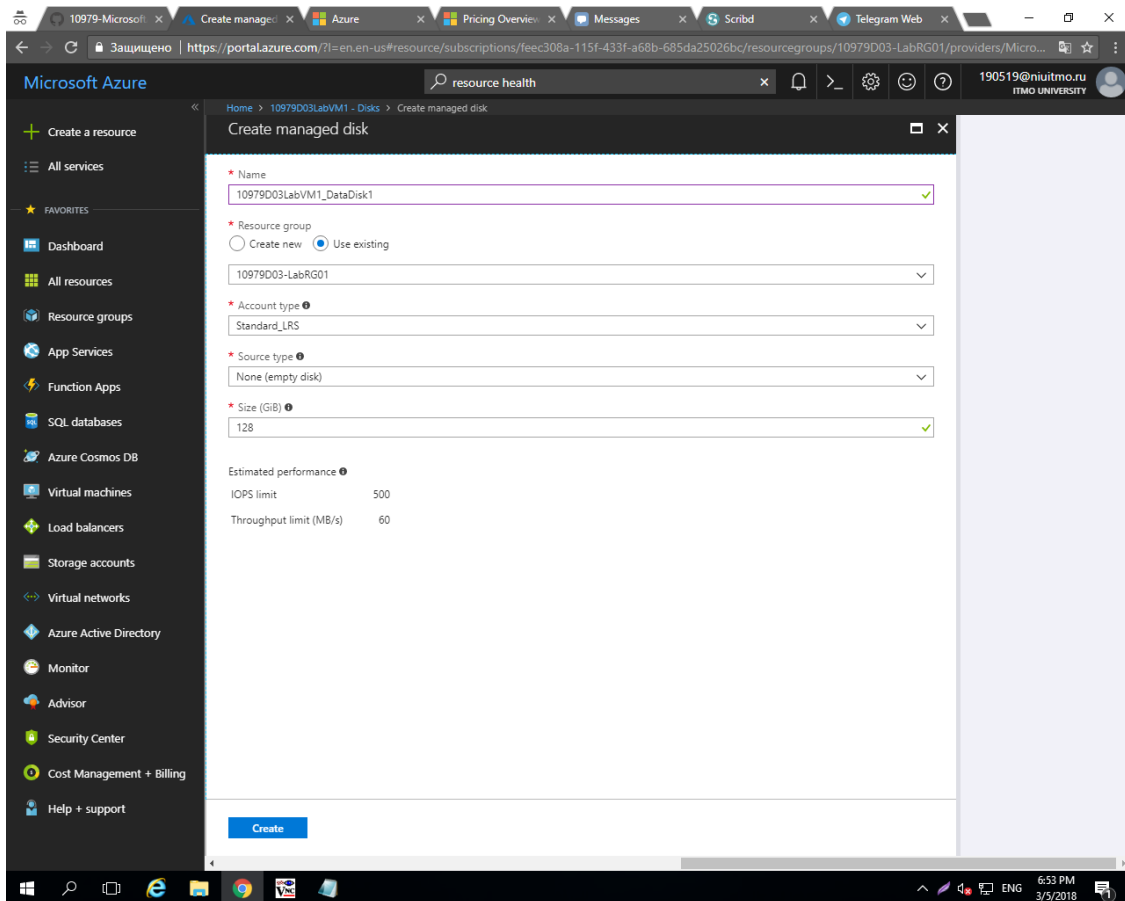 10979-Microsoft
Create managed
Azure
Pricing Overview
Messages
Scribd
Telegram Web
Защищено | https://portal.azure.com/?l=en.en-us#resource/subscriptions/feec308a-115f-433f-a68b-685da25026bc/resourcegroups/10979D03-LabRG01/providers/Micro...
Microsoft Azure
resource health
190519@niuitmo.ru
ITMO UNIVERSITY
Home > 10979D03LabVM1 - Disks > Create managed disk
Create managed disk
Create a resource
All services
FAVORITES
Dashboard
All resources
Resource groups
App Services
Function Apps
SQL databases
Azure Cosmos DB
Virtual machines
Load balancers
Storage accounts
Virtual networks
Azure Active Directory
Monitor
Advisor
Security Center
Cost Management + Billing
Help + support
* Name
10979D03LabVM1_DataDisk1
* Resource group
Create new Use existing
10979D03-LabRG01
* Account type
Standard_LRS
* Source type
None (empty disk)
* Size (GiB)
128
Estimated performance
IOPS limit 500
Throughput limit (MB/s) 60
Create
ENG
6:53 PM
3/5/2018